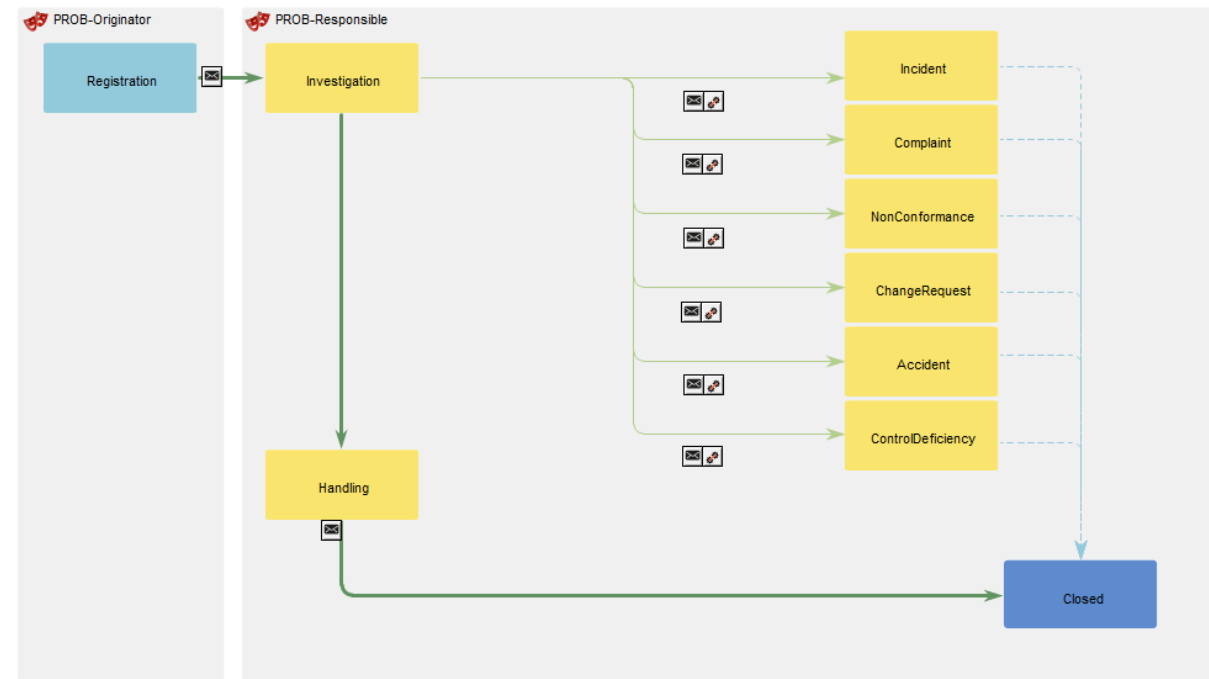 PROB-Originator
PROB-Responsible
Registration
Investigation
Incident
Complaint
NonConformance
ChangeRequest
Accident
ControlDeficiency
Handling
Closed